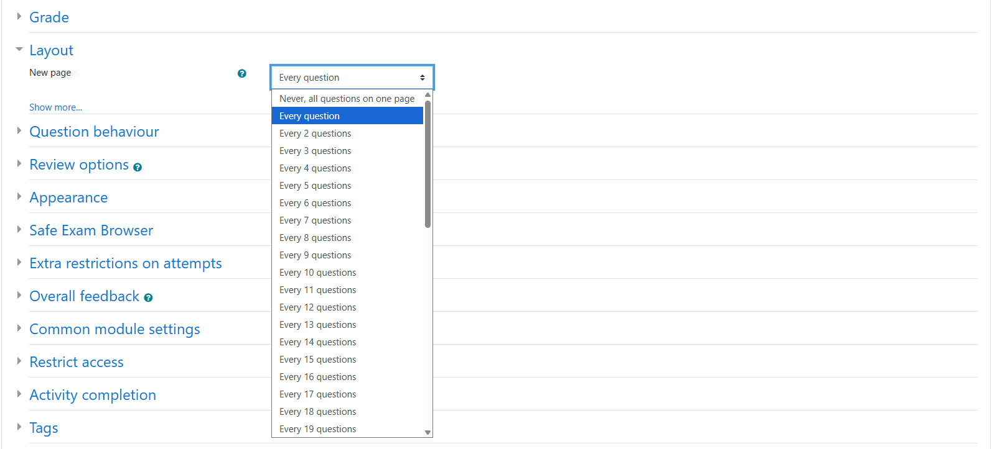 Grade
Layout
New page
Every question
Never, all questions on one page
Show more...
Every question
Question behaviour
Every 2 questions
Every 3 questions
Review options
Every 4 questions
Every 5 questions
Appearance
Every 6 questions
Every 7 questions
Safe Exam Browser
Every 8 questions
Every 9 questions
Extra restrictions on attempts
Every 10 questions
Every 11 questions
Overall feedback
Every 12 questions
Every 13 questions
Common module settings
Every 14 questions
Every 15 questions
Restrict access
Every 16 questions
Every 17 questions
Activity completion
Every 18 questions
Tags
Every 19 questions